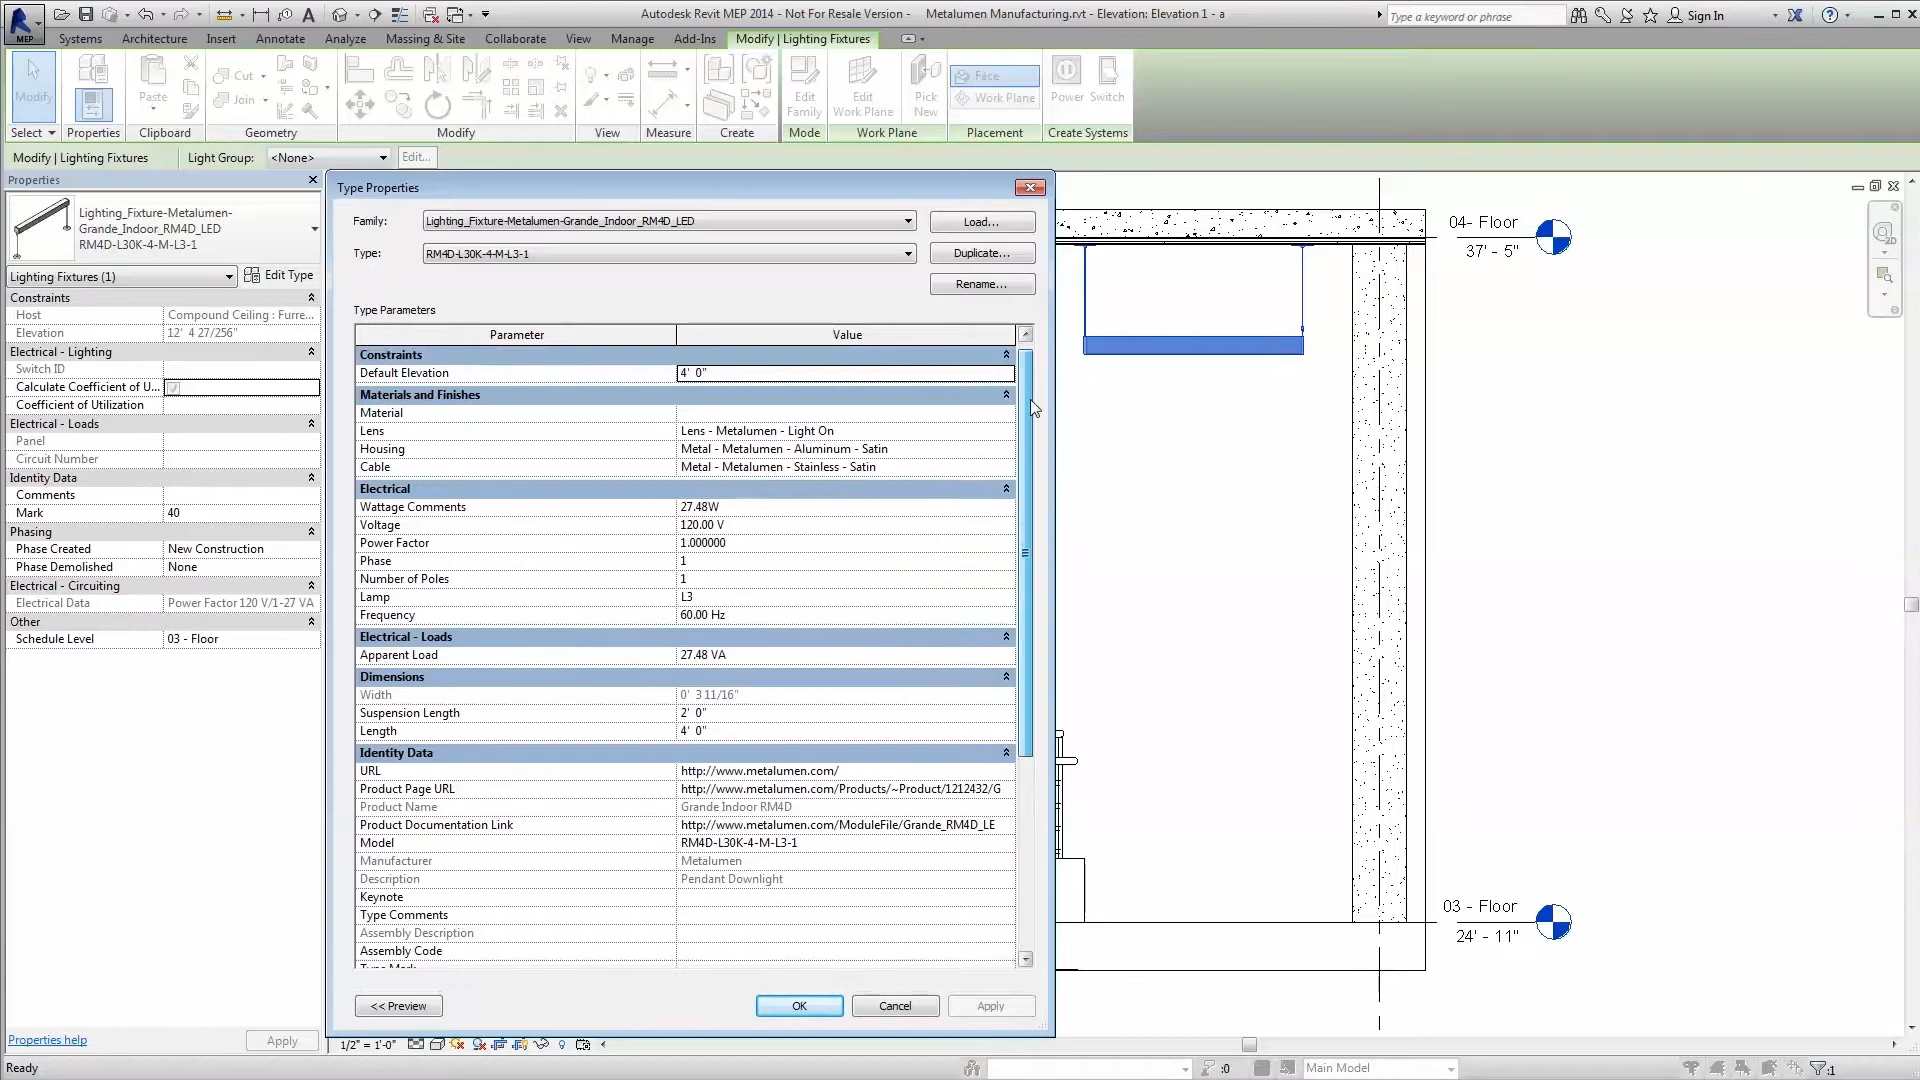 Autodesk Revit MEP 2014 - Not For Resale Version - Metalumen Manufacturing.rvt - Elevation: Elevation 1 - a
Type a keyword or phrase
Sign In
MEP
Systems Architecture Insert Annotate Analyze Massing & Site Collaborate View Manage Add-Ins Modify | Lighting Fixtures
Modify
Paste
Cut
Join
Edit Family
Edit Work Plane
Pick New
Face
Work Plane
Power Switch
Select Properties Clipboard Geometry Modify View Measure Create Mode Work Plane Placement Create Systems
Modify | Lighting Fixtures Light Group: <None> Edit...
Properties
Lighting_Fixture-Metalumen-
Grande_Indoor_RM4D_LED
RM4D-L30K-4-M-L3-1
Lighting Fixtures (1) Edit Type
Constraints
Host Compound Ceiling : Furre...
Elevation 12' 4 27/256"
Electrical - Lighting
Switch ID
Calculate Coefficient of U...
Coefficient of Utilization
Electrical - Loads
Panel
Circuit Number
Identity Data
Comments
Mark 40
Phasing
Phase Created New Construction
Phase Demolished None
Electrical - Circuiting
Electrical Data Power Factor120 V/1-27 VA
Other
Schedule Level 03 - Floor
Properties help Apply
Type Properties
Family: Lighting_Fixture-Metalumen-Grande_Indoor_RM4D_LED Load...
Type: RM4D-L30K-4-M-L3-1 Duplicate...
Rename...
Type Parameters
Parameter Value
Constraints
Default Elevation 4' 0"
Materials and Finishes
Material
Lens Lens - Metalumen - Light On
Housing Metal - Metalumen - Aluminum - Satin
Cable Metal - Metalumen - Stainless - Satin
Electrical
Wattage Comments 27.48W
Voltage 120.00 V
Power Factor 1.000000
Phase 1
Number of Poles 1
Lamp L3
Frequency 60.00 Hz
Electrical - Loads
Apparent Load 27.48 VA
Dimensions
Width 0' 3 11/16"
Suspension Length 2' 0"
Length 4' 0"
Identity Data
URL http://www.metalumen.com/
Product Page URL http://www.metalumen.com/Products/~Product/1212432/G
Product Name Grande Indoor RM4D
Product Documentation Link http://www.metalumen.com/ModuleFile/Grande_RM4D_LE
Model RM4D-L30K-4-M-L3-1
Manufacturer Metalumen
Description Pendant Downlight
Keynote
Type Comments
Assembly Description
Assembly Code
<< Preview OK Cancel Apply
04- Floor
37' - 5"
03 - Floor
24' - 11"
2D
1/2" = 1'-0"
Ready :0 Main Model :1